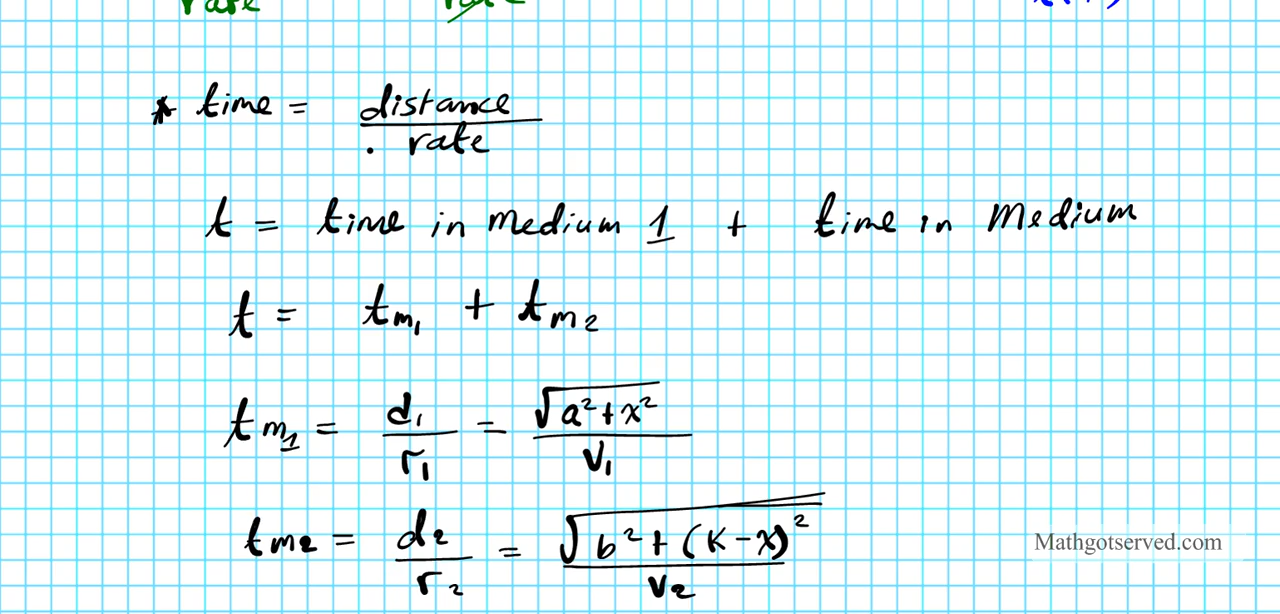 rate
* time = distance / rate
t = time in medium 1 + time in medium
t = tm₁ + tm₂
tm₁ = d₁/r₁ = √(a²+x²)/V₁
tm₂ = d₂/r₂ = √(b²+(K-x)²)/V₂
Mathgotserved.com